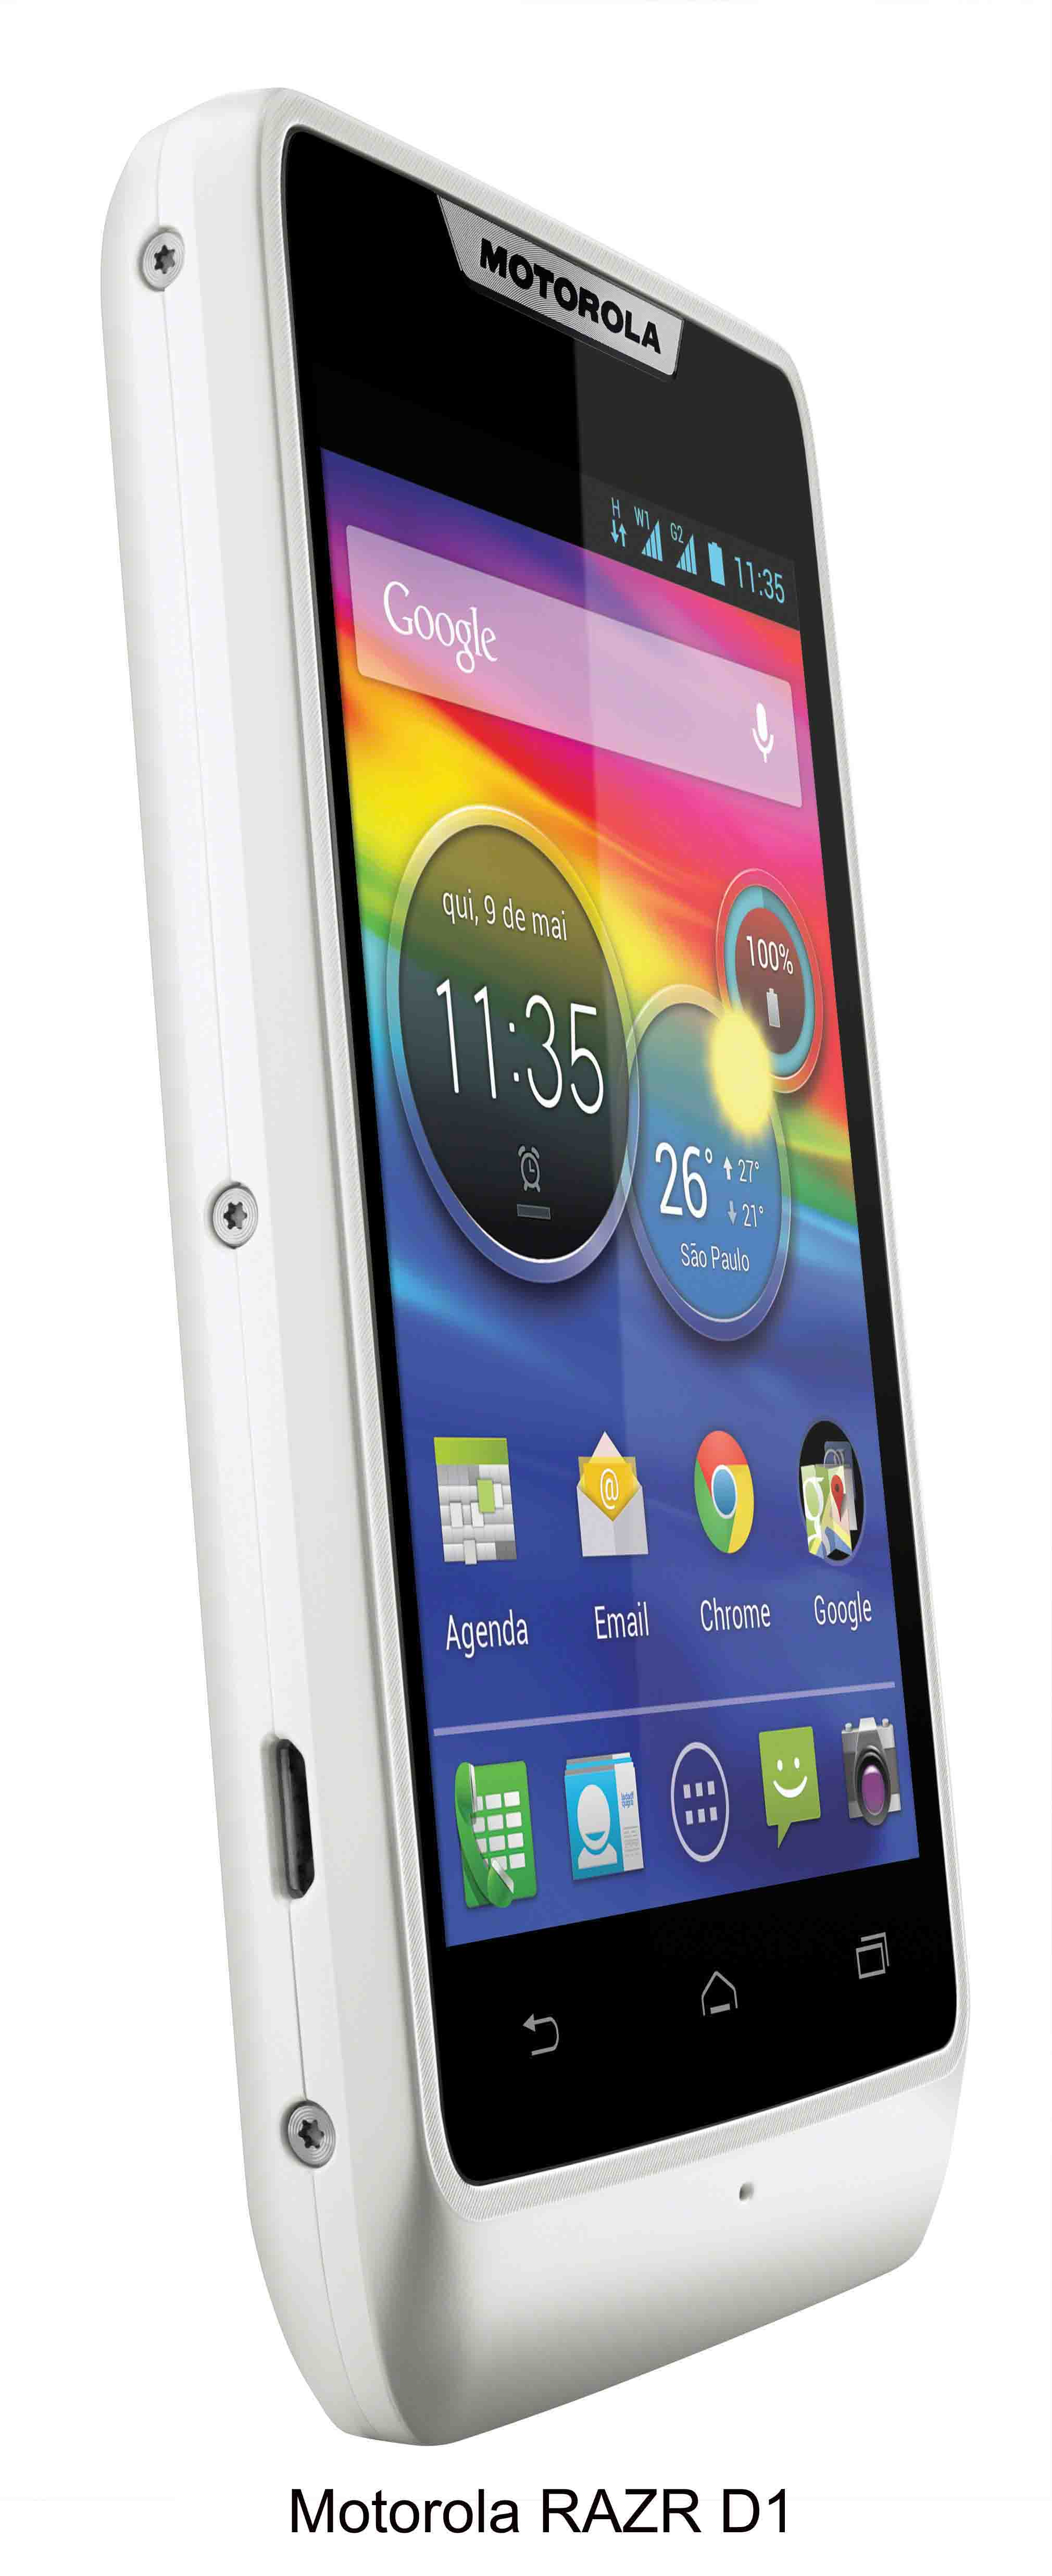 MOTOROLA
H W1 G2 11:35
Google
qui, 9 de mai
11:35
100%
26° 27°
21°
São Paulo
@
Agenda Email Chrome Google
Motorola RAZR D1